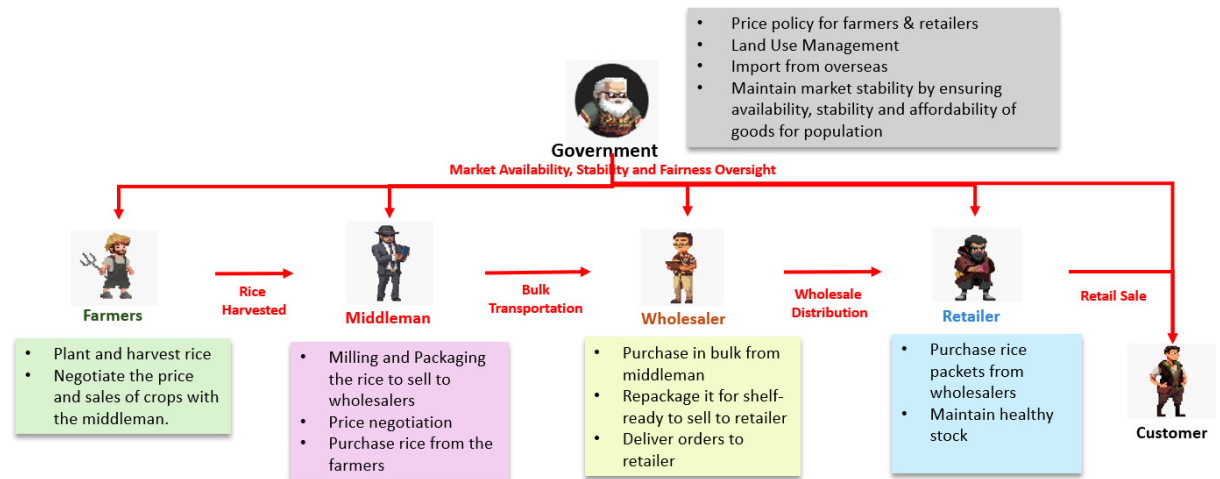 • Price policy for farmers & retailers
• Land Use Management
• Import from overseas
• Maintain market stability by ensuring
availability, stability and affordability of
goods for population
Government
Market Availability, Stability and Fairness Oversight
Rice
Harvested
Bulk
Transportation
Wholesale
Distribution
Retail Sale
Farmers
Middleman
Wholesaler
Retailer
Customer
• Plant and harvest rice
• Negotiate the price
and sales of crops with
the middleman.
• Milling and Packaging
the rice to sell to
wholesalers
• Price negotiation
• Purchase rice from the
farmers
• Purchase in bulk from
middleman
• Repackage it for shelf-
ready to sell to retailer
• Deliver orders to
retailer
• Purchase rice
packets from
wholesalers
• Maintain healthy
stock